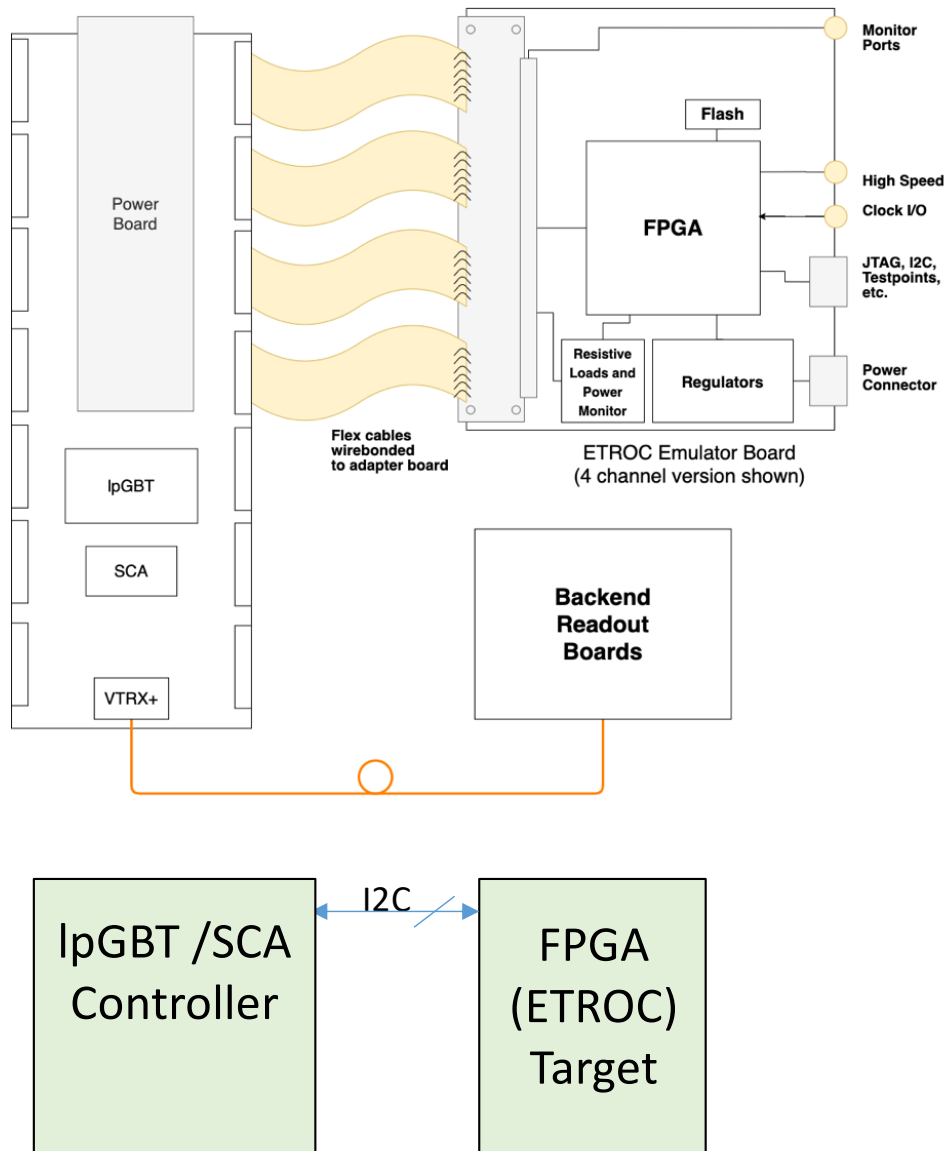 Power
Board
lpGBT
SCA
VTRX+
Flex cables
wirebonded
to adapter board
Monitor
Ports
Flash
High Speed
FPGA
Clock I/O
JTAG, I2C,
Testpoints,
etc.
Resistive
Loads and
Power
Monitor
Regulators
Power
Connector
ETROC Emulator Board
(4 channel version shown)
Backend
Readout
Boards
lpGBT /SCA
Controller
I2C
FPGA
(ETROC)
Target